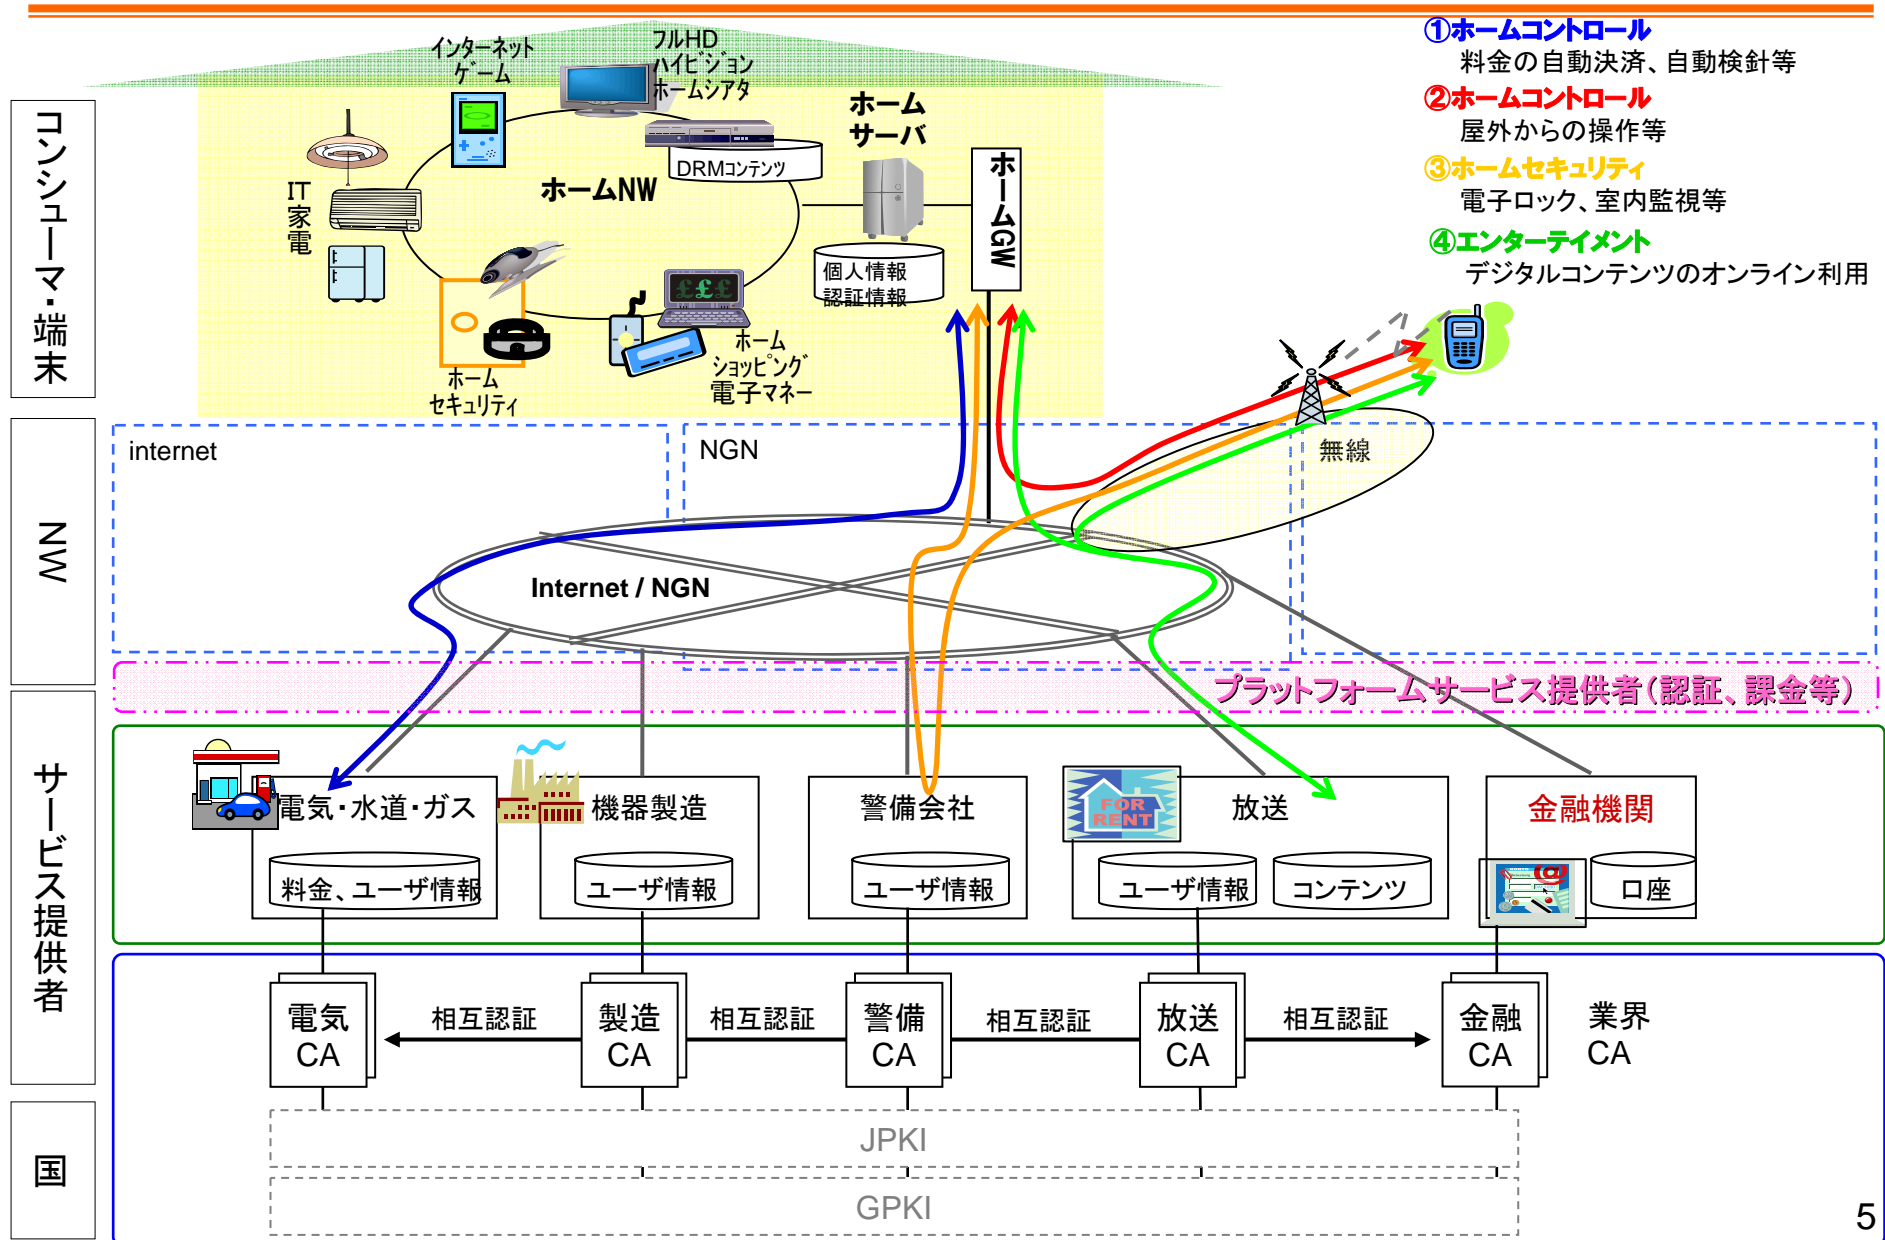 ①ホームコントロール
料金の自動決済、自動検針等
②ホームコントロール
屋外からの操作等
③ホームセキュリティ
電子ロック、室内監視等
④エンターテイメント
デジタルコンテンツのオンライン利用
コンシューマ・端末
インターネット
ゲーム
フルHD
ハイビジョン
ホームシアタ
ホーム
サーバ
DRMコンテンツ
ホームNW
ホームGW
IT家電
個人情報
認証情報
£££
ホーム
ショッピング
電子マネー
ホーム
セキュリティ
NW
internet
NGN
無線
Internet / NGN
プラットフォームサービス提供者(認証、課金等)
サービス提供者
電気・水道・ガス
機器製造
警備会社
FOR
RENT
放送
金融機関
料金、ユーザ情報
ユーザ情報
ユーザ情報
ユーザ情報
コンテンツ
@
口座
電気
CA
相互認証
製造
CA
相互認証
警備
CA
相互認証
放送
CA
相互認証
金融
CA
業界
CA
国
JPKI
GPKI
5